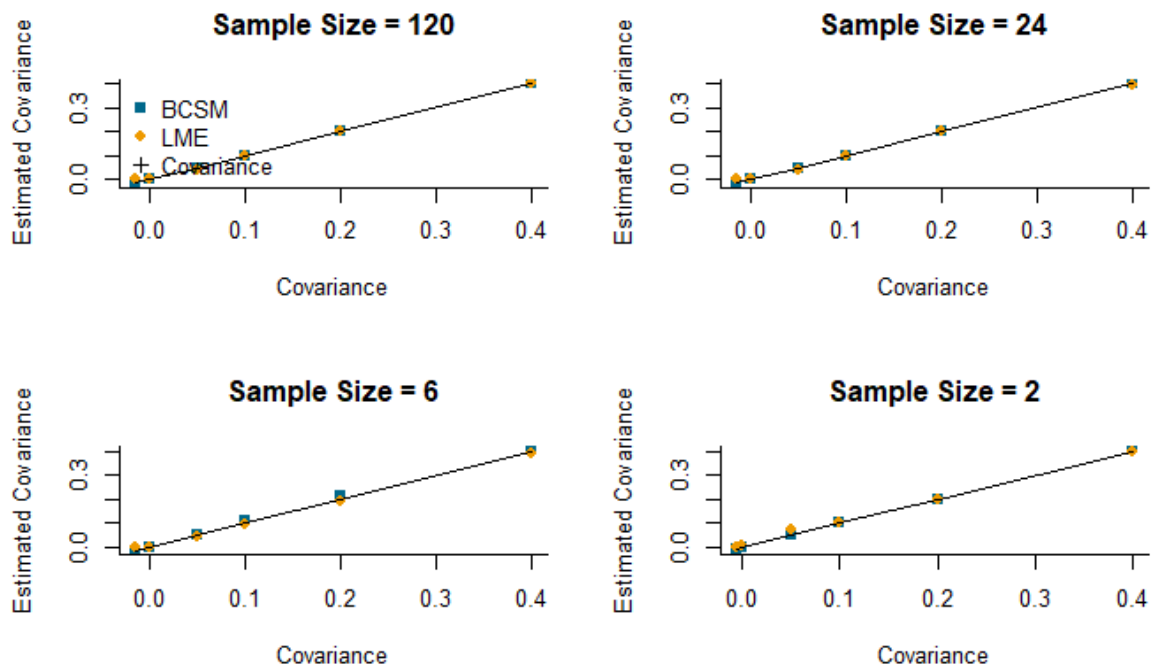 Sample Size = 120
Estimated Covariance
0.3
0.0
BCSM
LME
Covariance
0.0 0.1 0.2 0.3 0.4
Covariance
Sample Size = 24
Estimated Covariance
0.3
0.0
0.0 0.1 0.2 0.3 0.4
Covariance
Sample Size = 6
Estimated Covariance
0.3
0.0
0.0 0.1 0.2 0.3 0.4
Covariance
Sample Size = 2
Estimated Covariance
0.3
0.0
0.0 0.1 0.2 0.3 0.4
Covariance